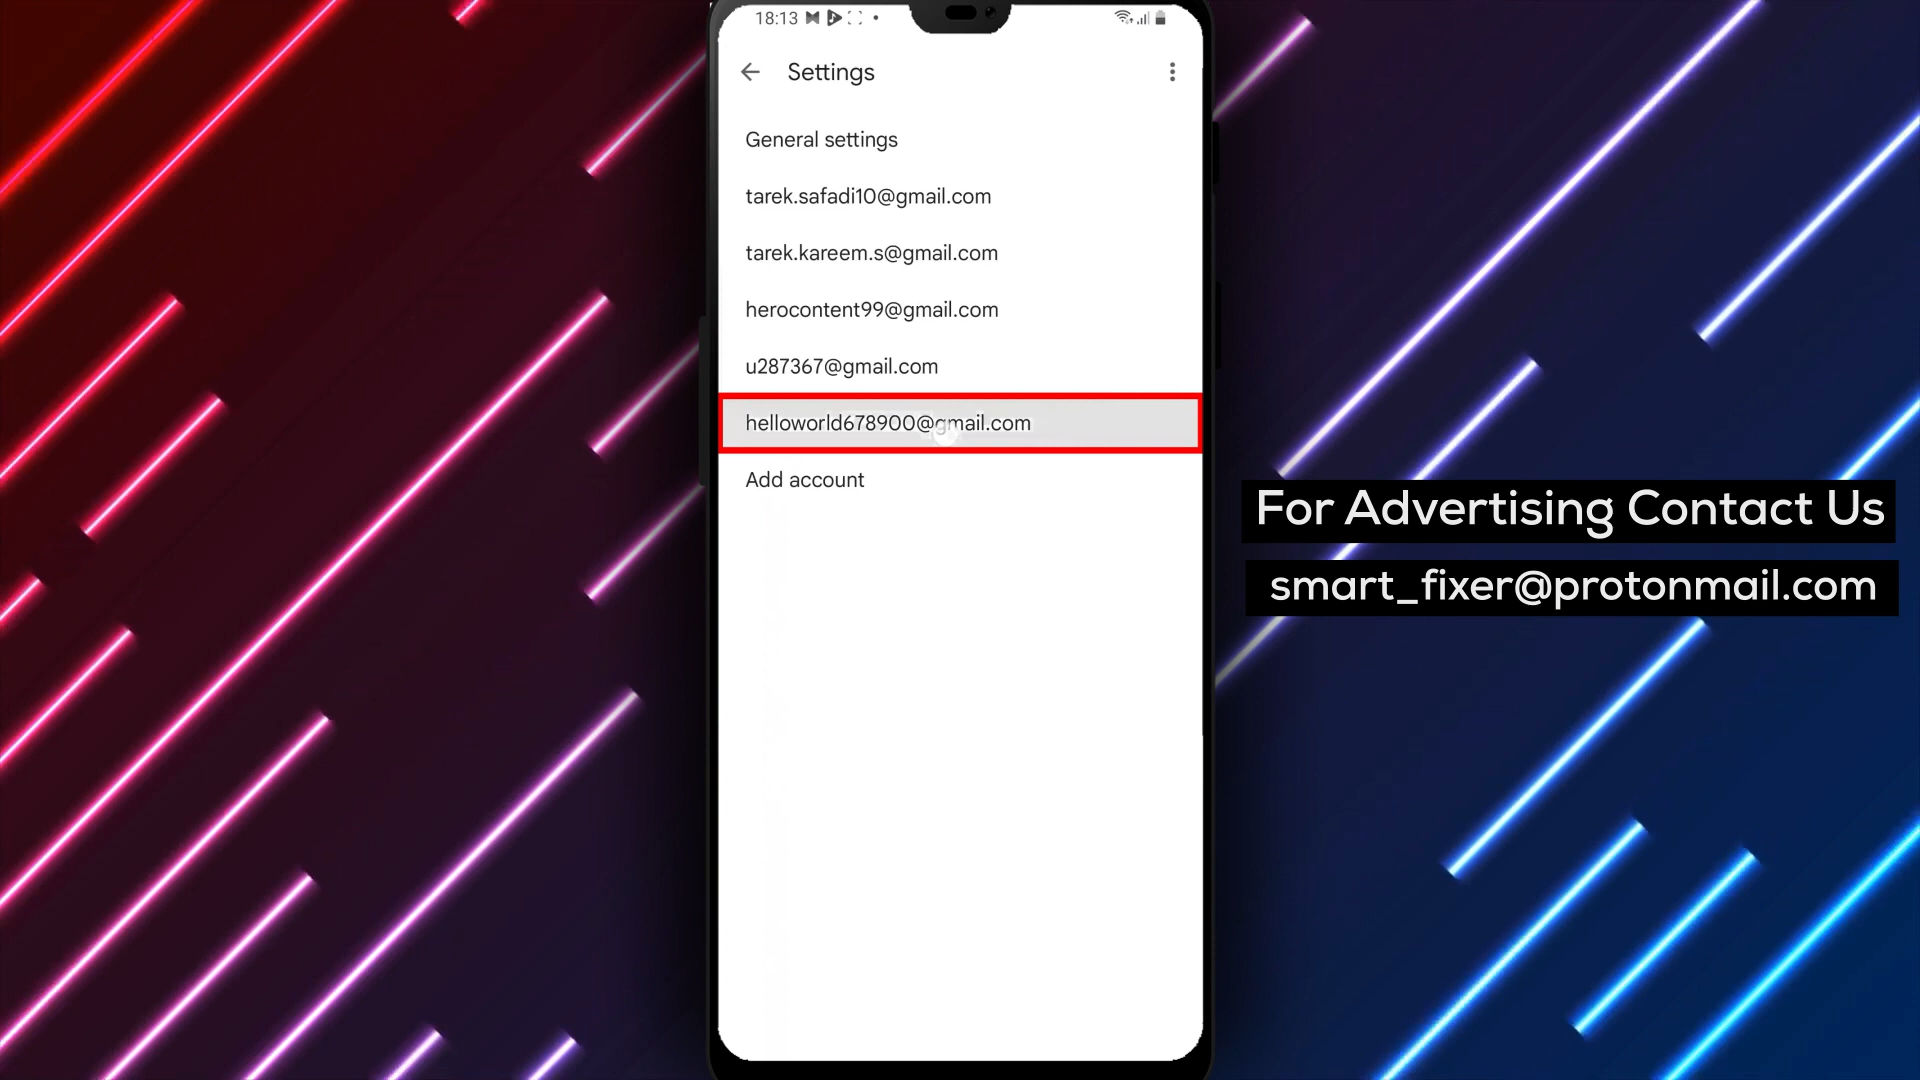 18:13
Settings
General settings
tarek.safadi10@gmail.com
tarek.kareem.s@gmail.com
herocontent99@gmail.com
u287367@gmail.com
helloworld678900@gmail.com
Add account
For Advertising Contact Us
smart_fixer@protonmail.com